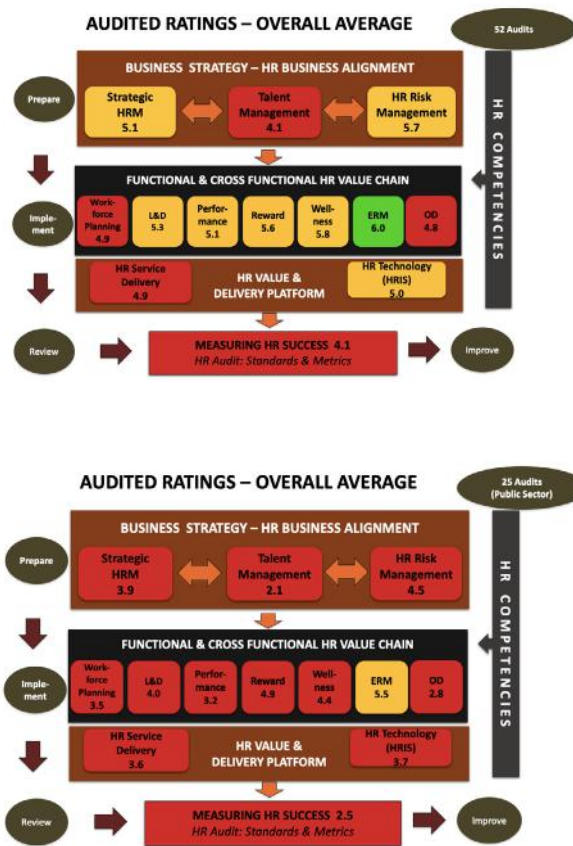 AUDITED RATINGS – OVERALL AVERAGE
52 Audits
BUSINESS STRATEGY – HR BUSINESS ALIGNMENT
Prepare
Strategic
HRM
5.1
Talent
Management
4.1
HR Risk
Management
5.7
HR COMPETENCIES
FUNCTIONAL & CROSS FUNCTIONAL HR VALUE CHAIN
Imple-
ment
Work-
force
Planning
4.9
L&D
5.3
Perfor-
mance
5.1
Reward
5.6
Well-
ness
5.8
ERM
6.0
OD
4.8
HR Service
Delivery
4.9
HR VALUE &
DELIVERY PLATFORM
HR Technology
(HRIS)
5.0
Review
MEASURING HR SUCCESS 4.1
HR Audit: Standards & Metrics
Improve
AUDITED RATINGS – OVERALL AVERAGE
25 Audits
(Public Sector)
BUSINESS STRATEGY – HR BUSINESS ALIGNMENT
Prepare
Strategic
HRM
3.9
Talent
Management
2.1
HR Risk
Management
4.5
HR COMPETENCIES
FUNCTIONAL & CROSS FUNCTIONAL HR VALUE CHAIN
Imple-
ment
Work-
force
Planning
3.5
L&D
4.0
Perfor-
mance
3.2
Reward
4.9
Well-
ness
4.4
ERM
5.5
OD
2.8
HR Service
Delivery
3.6
HR VALUE &
DELIVERY PLATFORM
HR Technology
(HRIS)
3.7
Review
MEASURING HR SUCCESS 2.5
HR Audit: Standards & Metrics
Improve